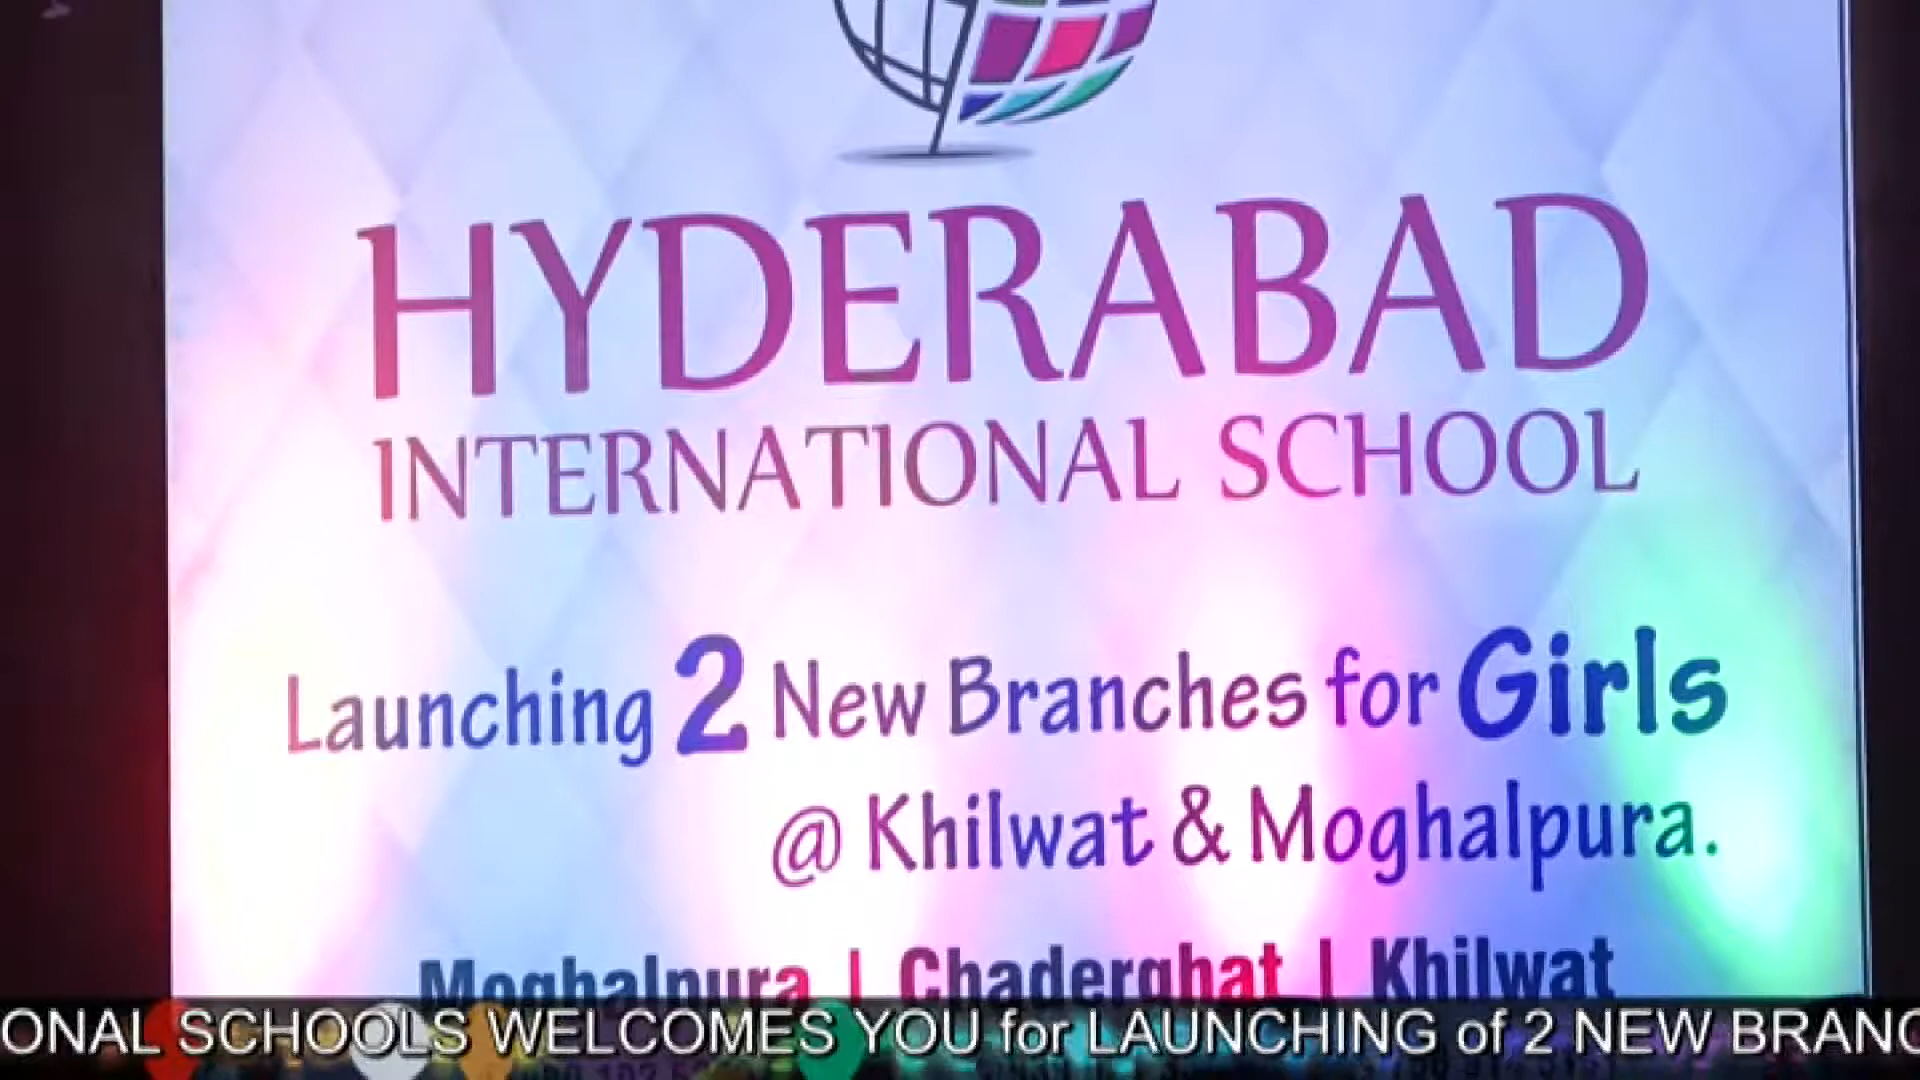 HYDERABAD
INTERNATIONAL SCHOOL
Launching 2 New Branches for Girls
@ Khilwat & Moghalpura.
Moghalpura | Chaderghat | Khilwat
ONAL SCHOOLS WELCOMES YOU for LAUNCHING of 2 NEW BRANC